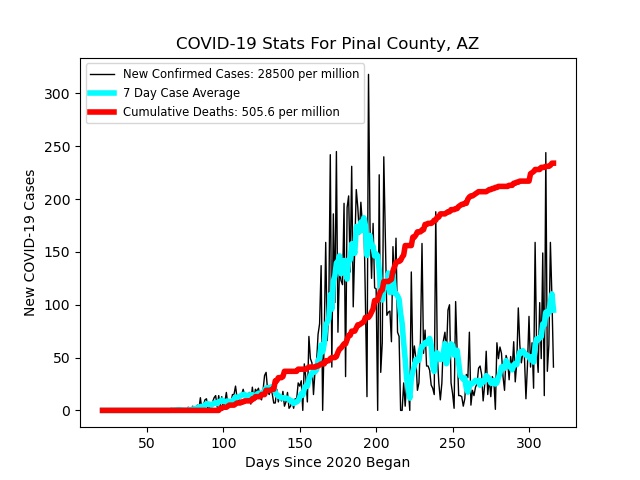 COVID-19 Stats For Pinal County, AZ
New Confirmed Cases: 28500 per million
7 Day Case Average
Cumulative Deaths: 505.6 per million
New COVID-19 Cases
300
250
200
150
100
50
0
50 100 150 200 250 300
Days Since 2020 Began